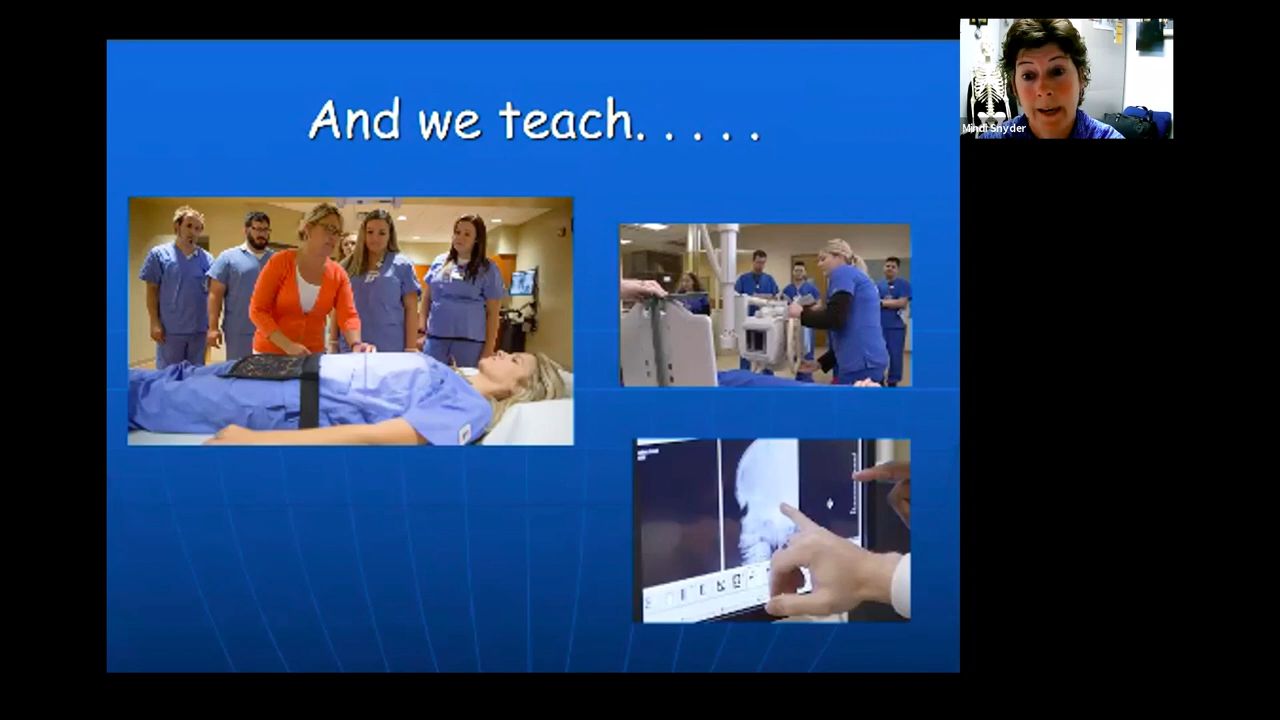 And we teach. . . . .
Mindi Snyder